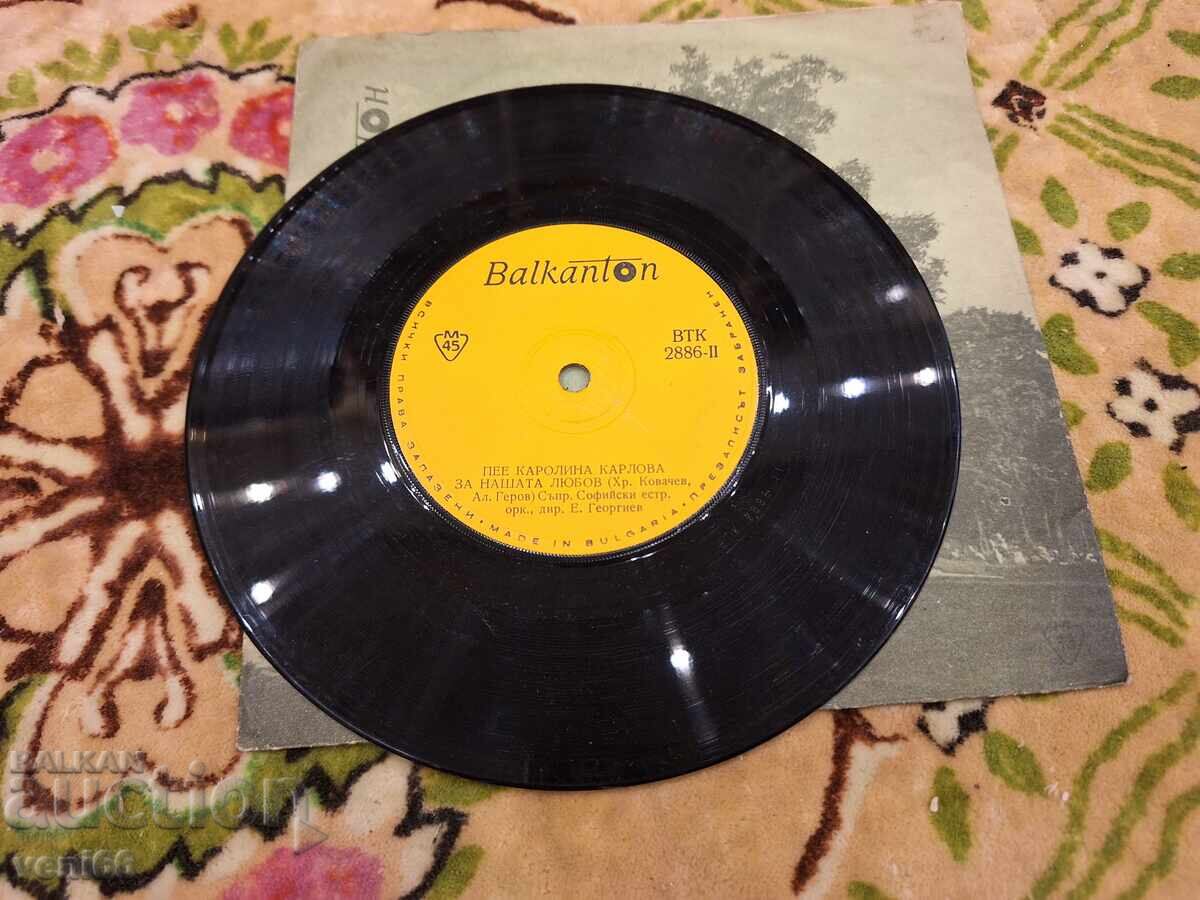 Balkanton
M
45
ВТК
2886-II
ПЕЕ КАРОЛИНА КАРЛОВА
ЗА НАШАТА ЛЮБОВ (Хр. Ковачев,
Ал. Геров) Съпр. Софийски естр.
орк., дир. Е. Георгиев
ВСИЧКИ ПРАВА ЗАПАЗЕНИ • MADE IN BULGARIA • ПРЕЗАПИСЪТ ЗАБРАНЕН
BALKAN
auction
veni66